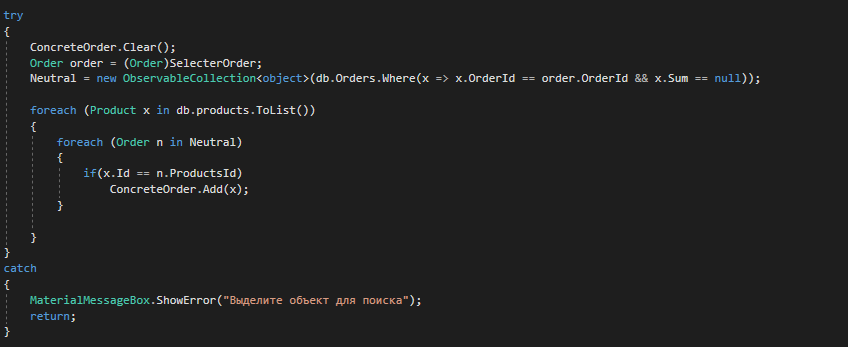 try
{
ConcreteOrder.Clear();
Order order = (Order)SelecterOrder;
Neutral = new ObservableCollection<object>(db.Orders.Where(x => x.OrderId == order.OrderId && x.Sum == null));
foreach (Product x in db.products.ToList())
{
foreach (Order n in Neutral)
{
if(x.Id == n.ProductsId)
ConcreteOrder.Add(x);
}
}
}
catch
{
MaterialMessageBox.ShowError("Выделите объект для поиска");
return;
}